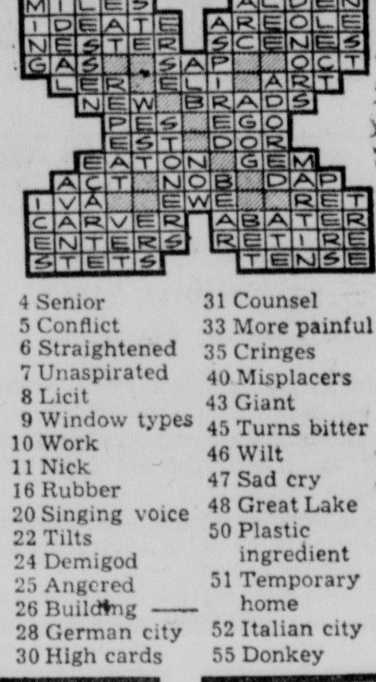 MILES ALDEN
IDEATE AREOLE
NESTER SCENES
GAS SAP OCT
LER ELI ART
NEW BRADS
PES EGO
EST DOR
EATON GEM
ACT NOB DAP
IVA EWE RET
CARVER ABATER
ENTERS RETIRE
STETS TENSE
4 Senior
5 Conflict
6 Straightened
7 Unaspirated
8 Licit
9 Window types
10 Work
11 Nick
16 Rubber
20 Singing voice
22 Tilts
24 Demigod
25 Angered
26 Building ——
28 German city
30 High cards
31 Counsel
33 More painful
35 Cringes
40 Misplacers
43 Giant
45 Turns bitter
46 Wilt
47 Sad cry
48 Great Lake
50 Plastic
ingredient
51 Temporary
home
52 Italian city
55 Donkey